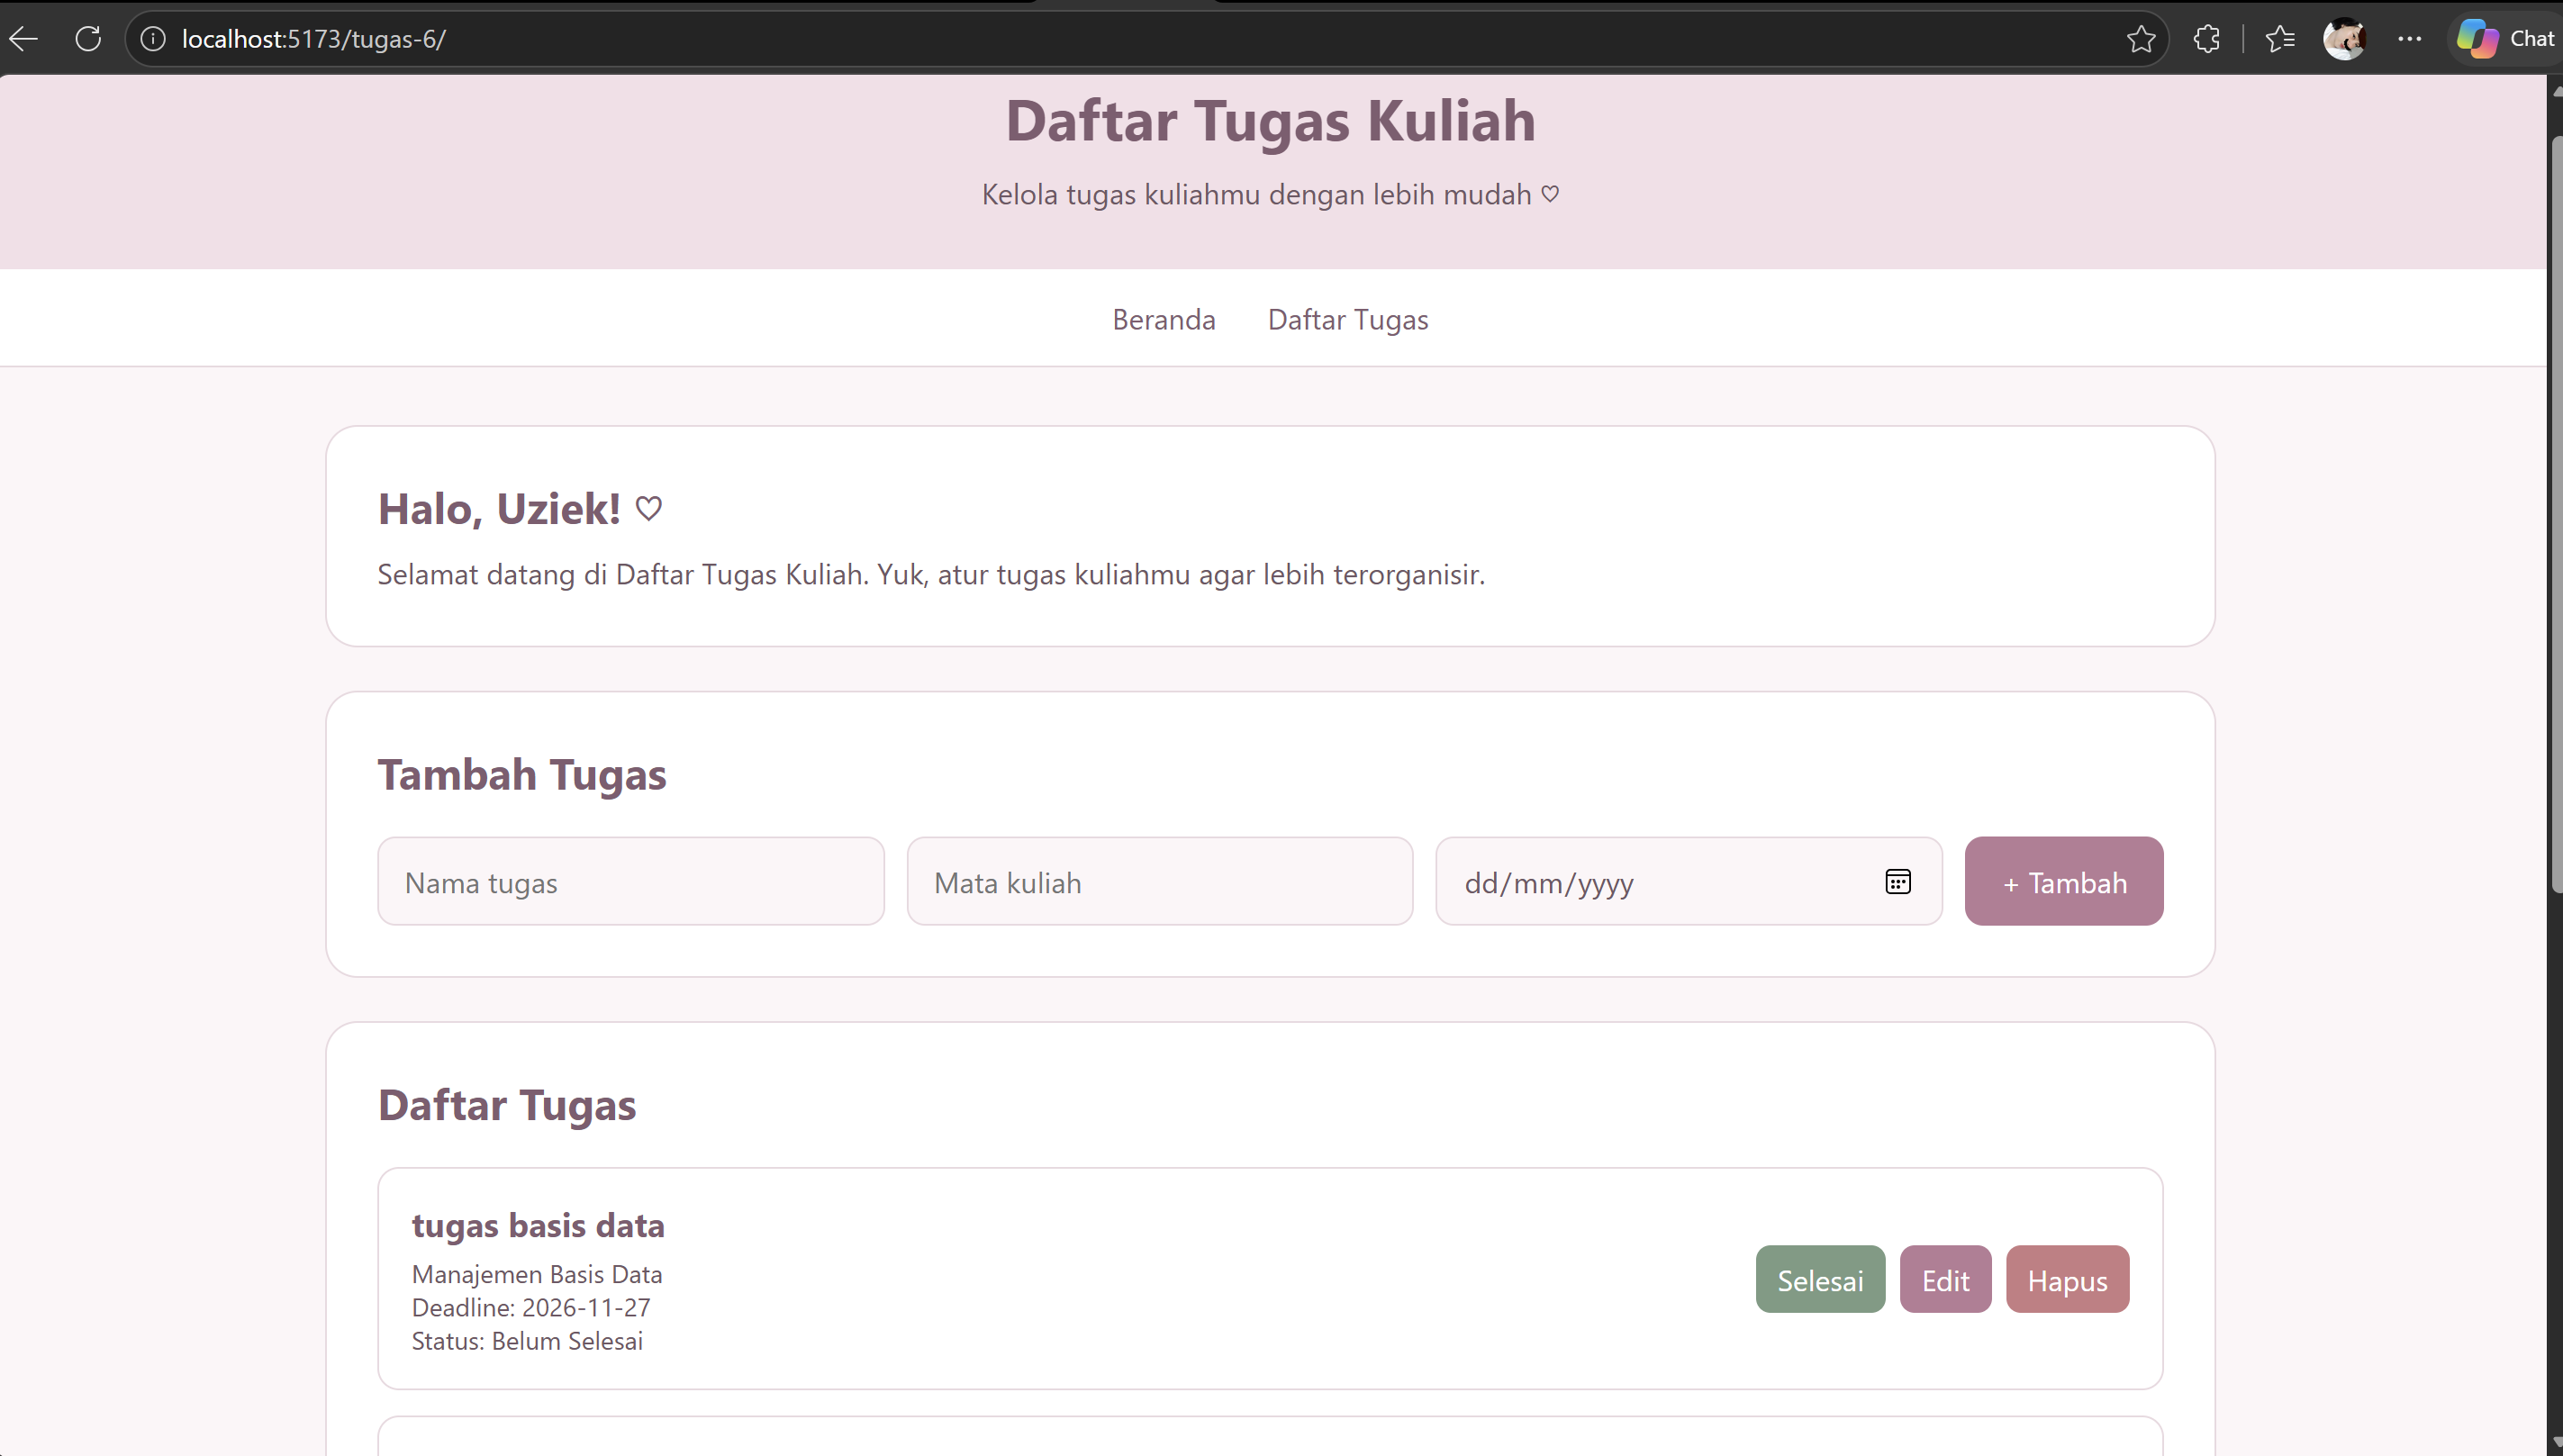 localhost:5173/tugas-6/
Chat
Daftar Tugas Kuliah
Kelola tugas kuliahmu dengan lebih mudah ♡
Beranda Daftar Tugas
Halo, Uziek! ♡
Selamat datang di Daftar Tugas Kuliah. Yuk, atur tugas kuliahmu agar lebih terorganisir.
Tambah Tugas
Nama tugas Mata kuliah dd/mm/yyyy + Tambah
Daftar Tugas
tugas basis data
Manajemen Basis Data
Deadline: 2026-11-27
Status: Belum Selesai
Selesai Edit Hapus